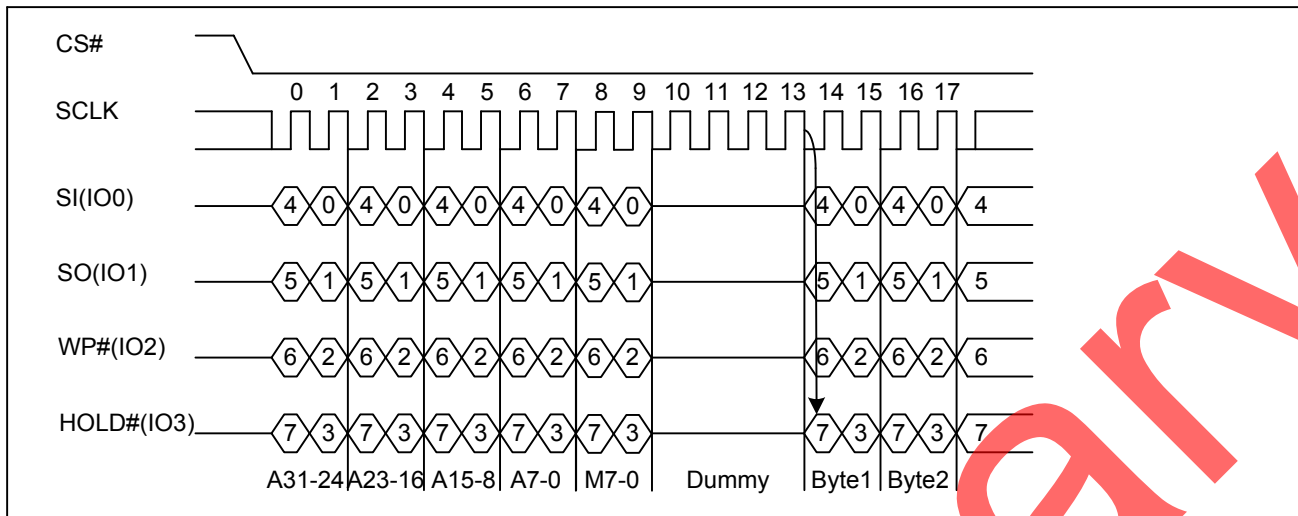 CS#
0 1 2 3 4 5 6 7 8 9 10 11 12 13 14 15 16 17
SCLK
SI(IO0) 4 0 4 0 4 0 4 0 4 0 4 0 4 0 4
SO(IO1) 5 1 5 1 5 1 5 1 5 1 5 1 5 1 5
WP#(IO2) 6 2 6 2 6 2 6 2 6 2 6 2 6 2 6
HOLD#(IO3) 7 3 7 3 7 3 7 3 7 3 7 3 7 3 7
A31-24 A23-16 A15-8 A7-0 M7-0 Dummy Byte1 Byte2